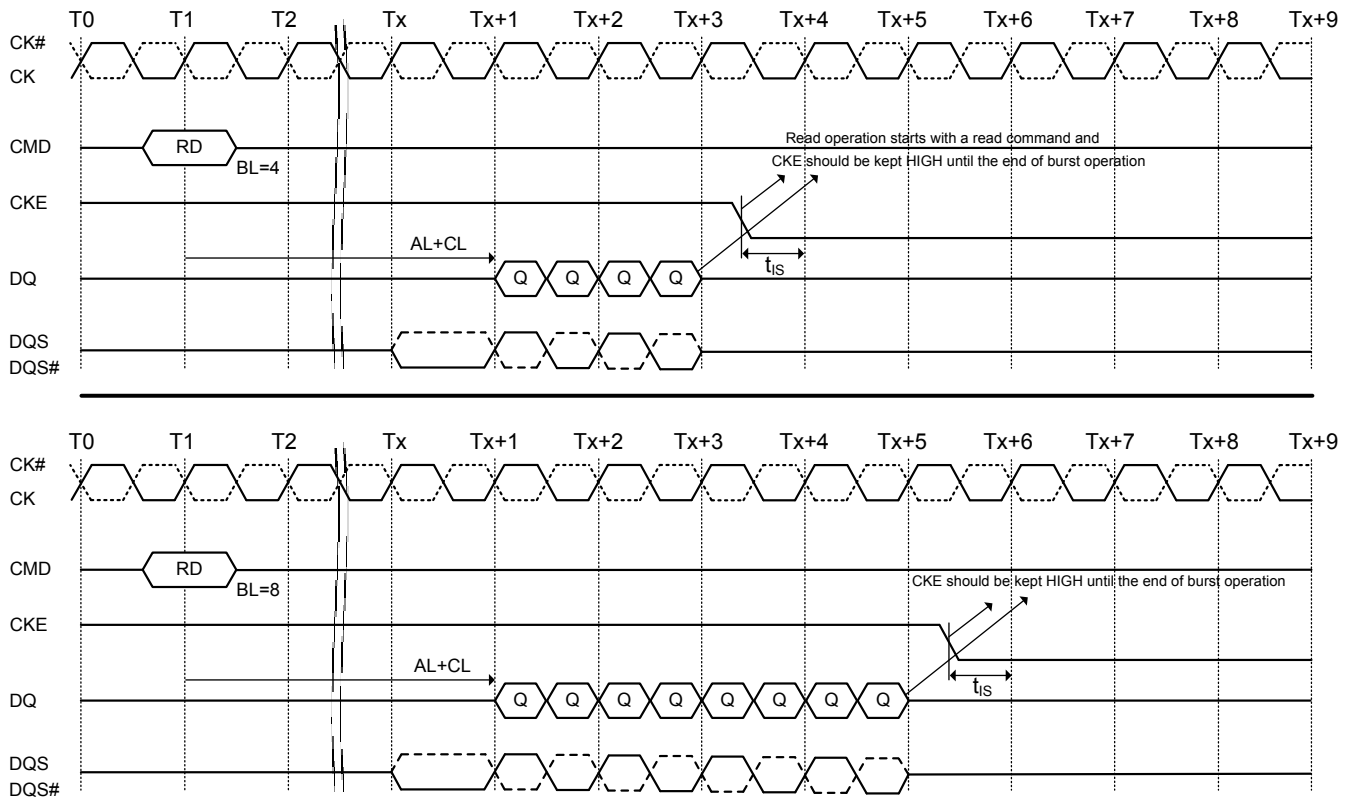 T0 T1 T2 Tx Tx+1 Tx+2 Tx+3 Tx+4 Tx+5 Tx+6 Tx+7 Tx+8 Tx+9
CK#
CK
Read operation starts with a read command and
CMD RD
BL=4
CKE should be kept HIGH until the end of burst operation
CKE
AL+CL
tIS
DQ Q Q Q Q
DQS
DQS#
T0 T1 T2 Tx Tx+1 Tx+2 Tx+3 Tx+4 Tx+5 Tx+6 Tx+7 Tx+8 Tx+9
CK#
CK
CMD RD
BL=8
CKE should be kept HIGH until the end of burst operation
CKE
AL+CL
tIS
DQ Q Q Q Q Q Q Q Q
DQS
DQS#